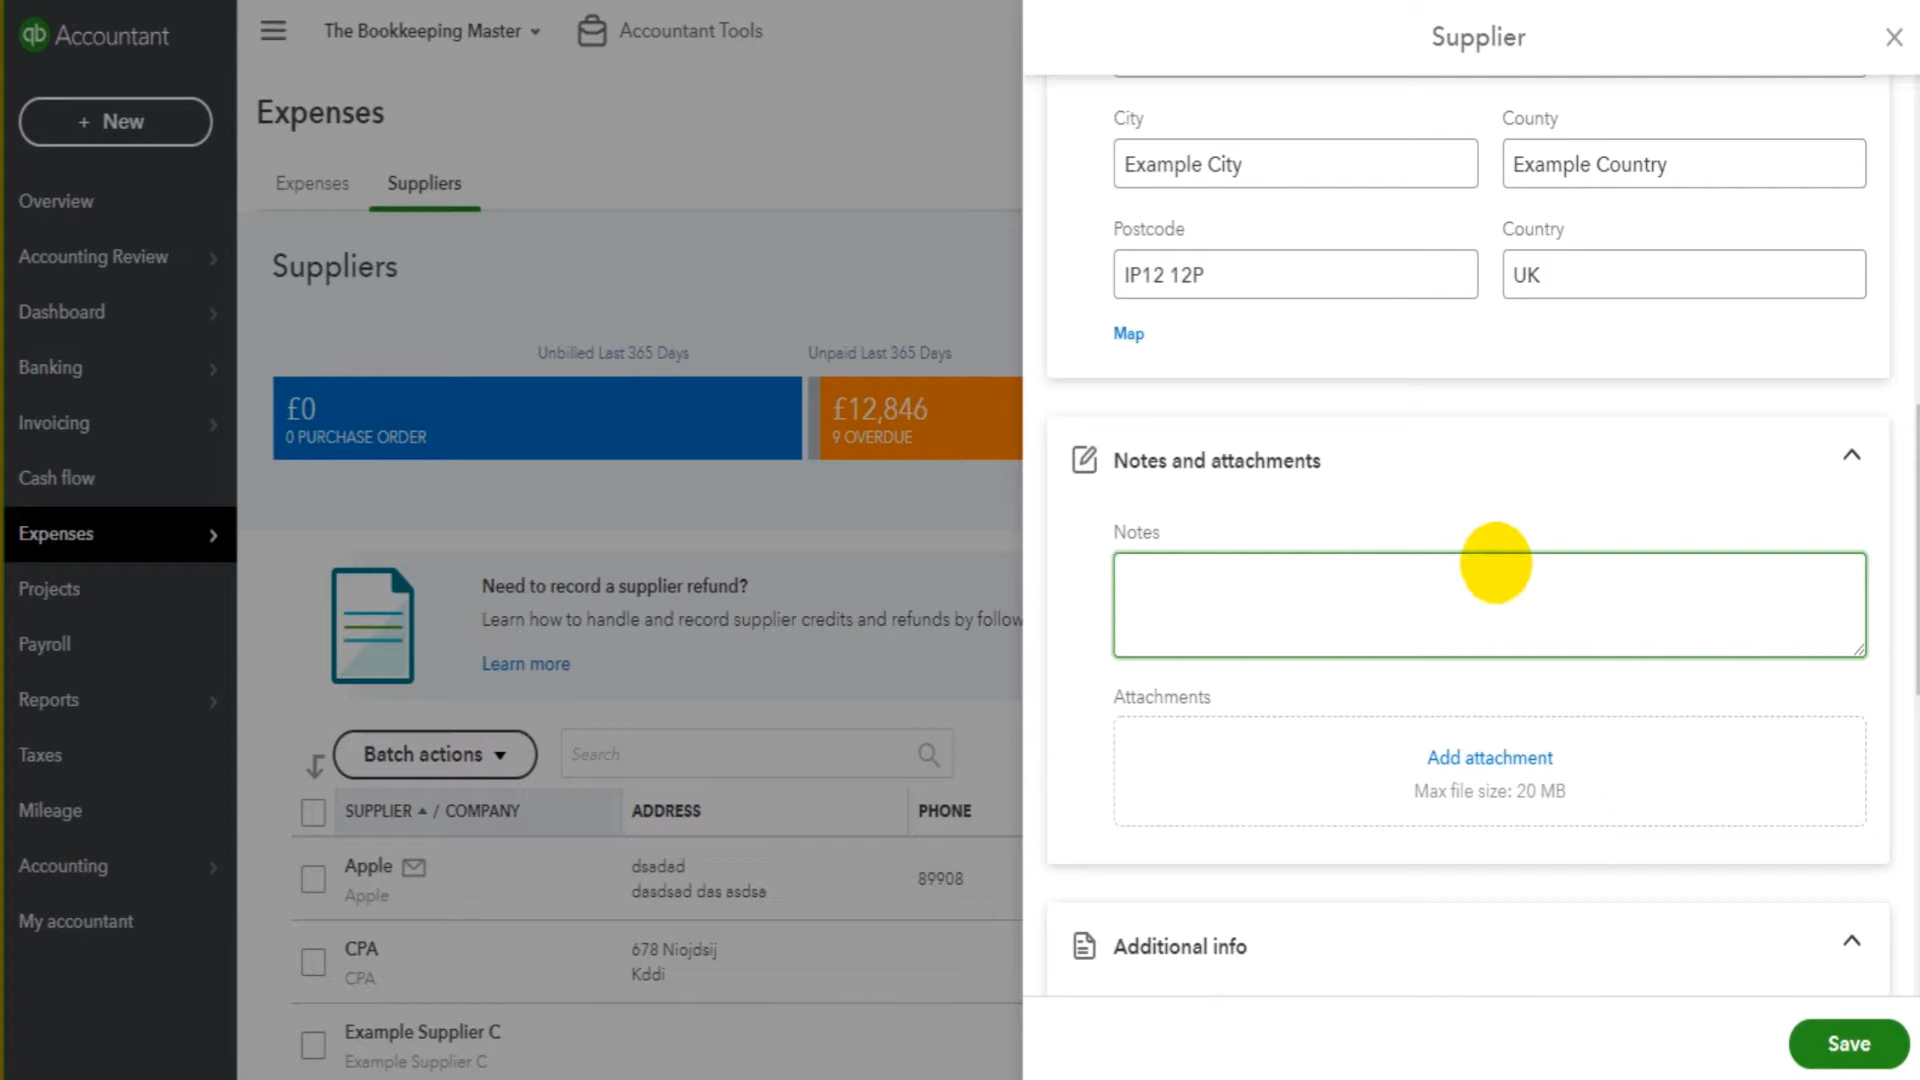 qb Accountant
+ New
Overview
Accounting Review
Dashboard
Banking
Invoicing
Cash flow
Expenses
Projects
Payroll
Reports
Taxes
Mileage
Accounting
My accountant
The Bookkeeping Master
Accountant Tools
Expenses
Expenses
Suppliers
Suppliers
Unbilled Last 365 Days
Unpaid Last 365 Days
£0
0 PURCHASE ORDER
£12,846
9 OVERDUE
Need to record a supplier refund?
Learn how to handle and record supplier credits and refunds by follow
Learn more
Batch actions
Search
SUPPLIER / COMPANY
ADDRESS
PHONE
Apple
Apple
dsadad
dasdsad das asdsa
89908
CPA
CPA
678 Niojdsij
Kddi
Example Supplier C
Example Supplier C
Supplier
City
County
Example City
Example Country
Postcode
Country
IP12 12P
UK
Map
Notes and attachments
Notes
Attachments
Add attachment
Max file size: 20 MB
Additional info
Save